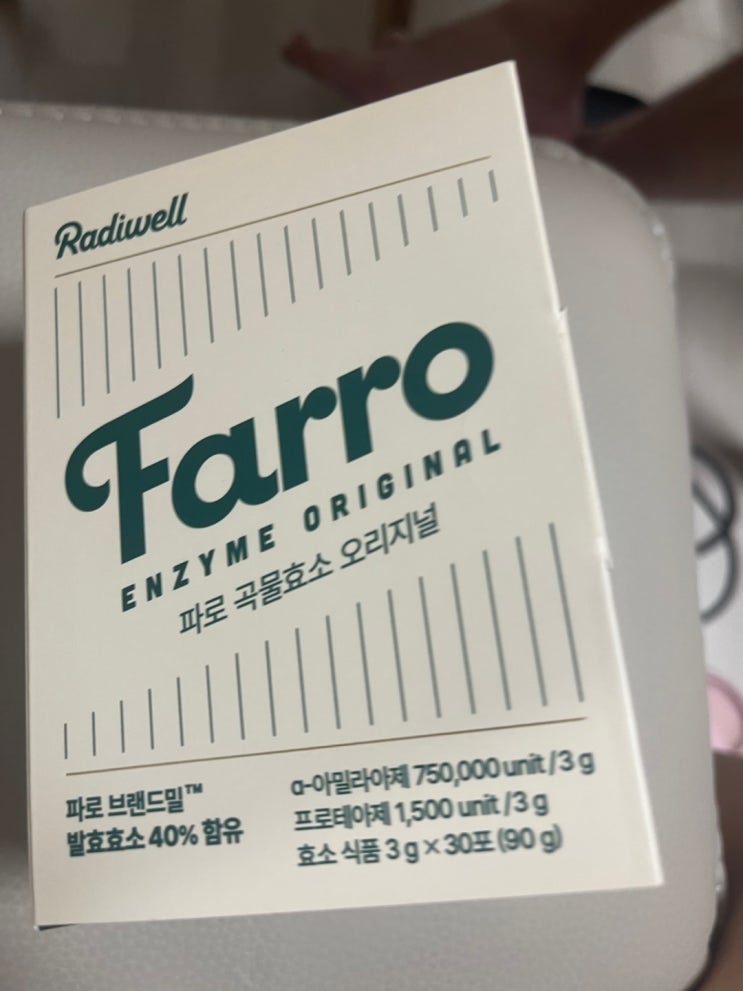 Radiwell
Farro
ENZYME ORIGINAL
파로 곡물효소 오리지널
파로 브랜드밀™
발효효소 40% 함유
α-아밀라아제 750,000 unit/3 g
프로테아제 1,500 unit/3 g
효소 식품 3 g × 30포 (90 g)